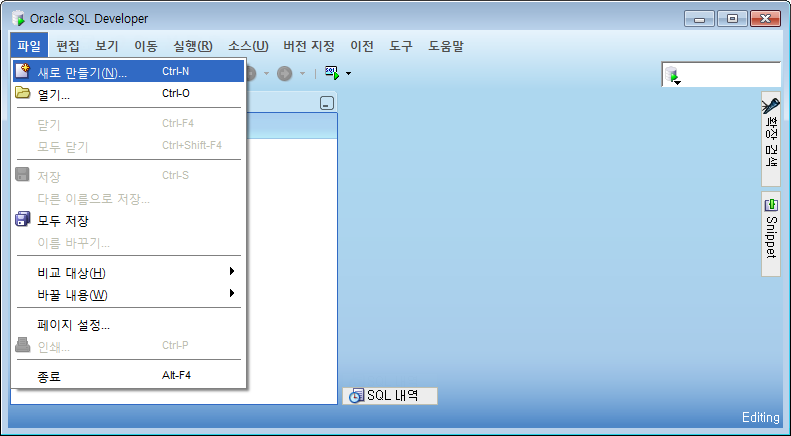 Oracle SQL Developer
파일 편집 보기 이동 실행(R) 소스(U) 버전 지정 이전 도구 도움말
새로 만들기(N)... Ctrl-N
열기... Ctrl-O
닫기 Ctrl-F4
모두 닫기 Ctrl+Shift-F4
저장 Ctrl-S
다른 이름으로 저장...
모두 저장
이름 바꾸기...
비교 대상(H)
바꿀 내용(W)
페이지 설정...
인쇄... Ctrl-P
종료 Alt-F4
확장 검색
Snippet
SQL 내역
Editing